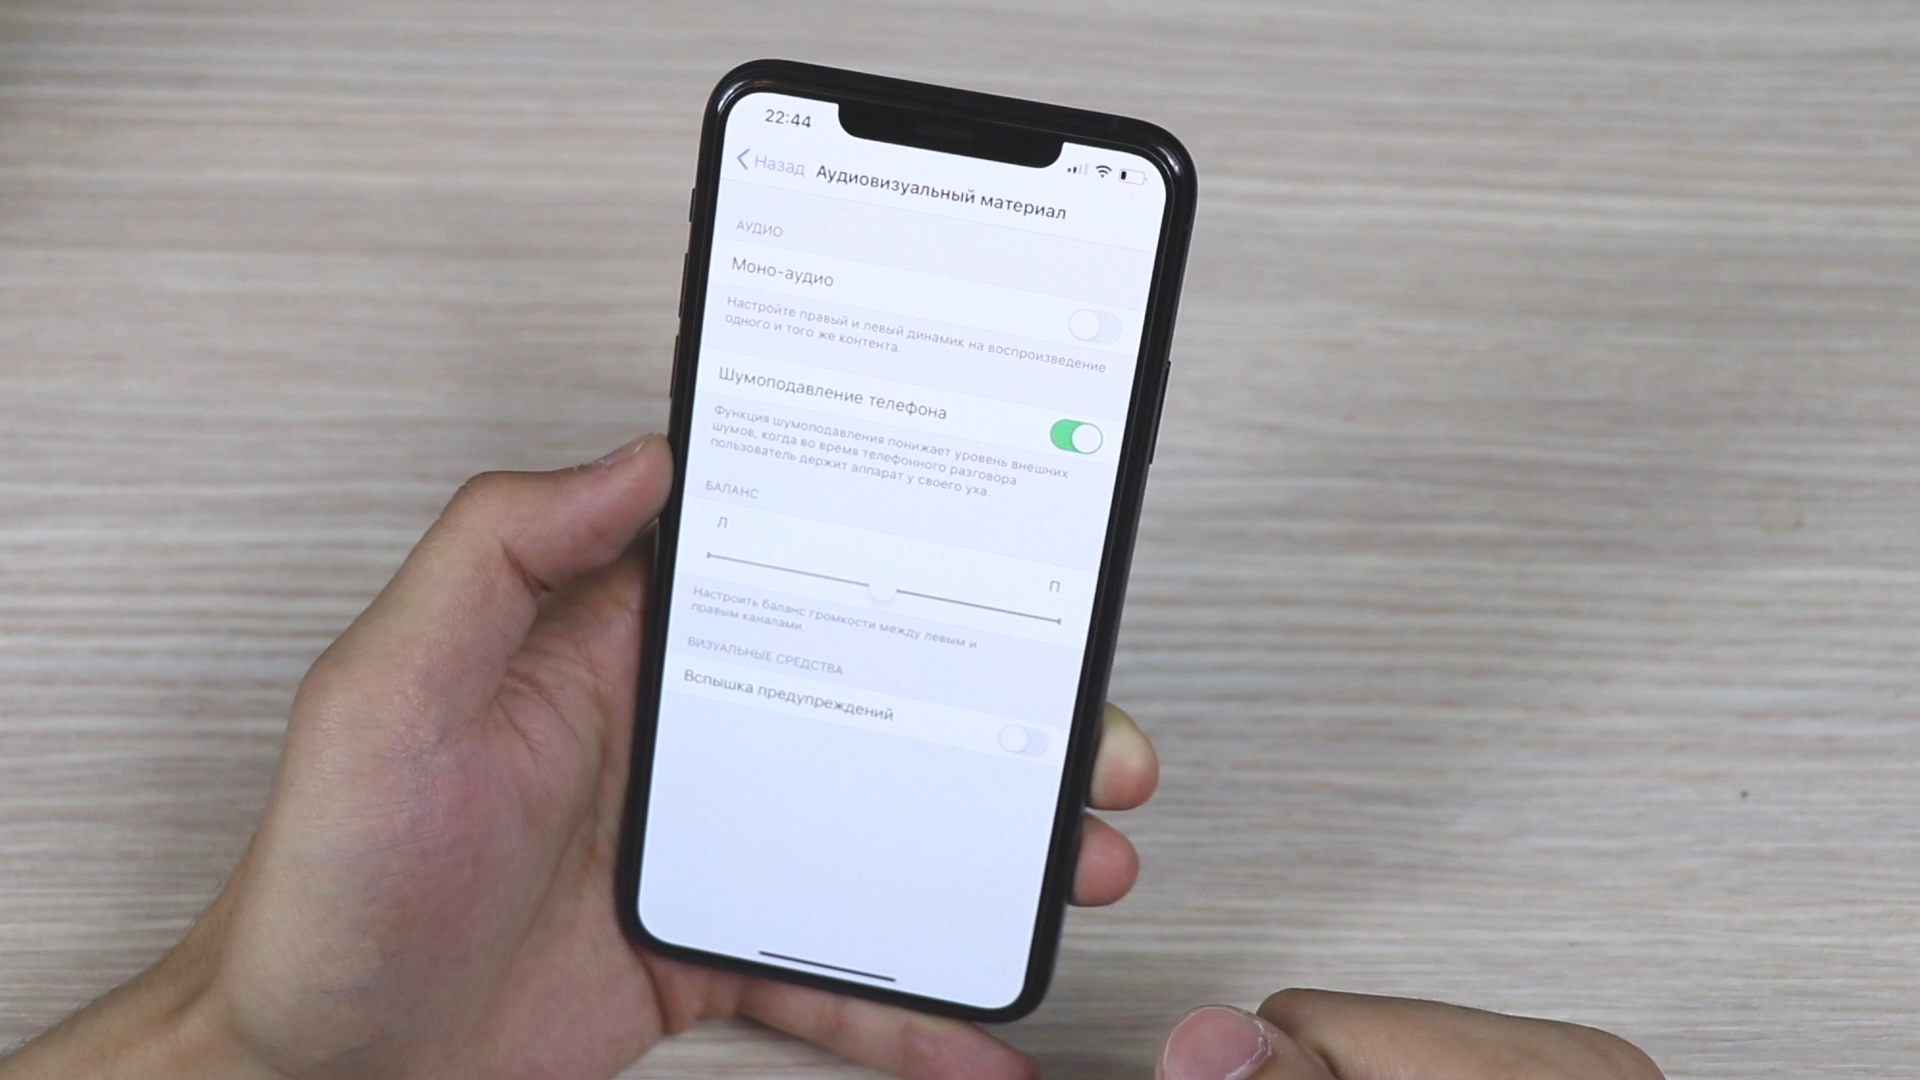 22:44
Назад Аудиовизуальный материал
АУДИО
Моно-аудио
Настройте правый и левый динамик на воспроизведение
одного и того же контента.
Шумоподавление телефона
Функция шумоподавления понижает уровень внешних
шумов, когда во время телефонного разговора
пользователь держит аппарат у своего уха.
БАЛАНС
Л
П
Настроить баланс громкости между левым и
правым каналами.
ВИЗУАЛЬНЫЕ СРЕДСТВА
Вспышка предупреждений